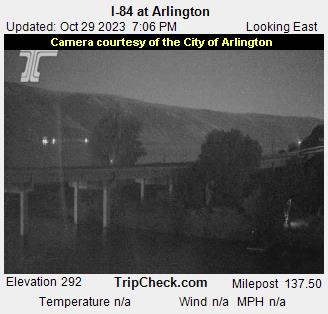 I-84 at Arlington
Updated: Oct 29 2023 7:06 PM Looking East
Camera courtesy of the City of Arlington
Elevation 292 TripCheck.com Milepost 137.50
Temperature n/a Wind n/a MPH n/a